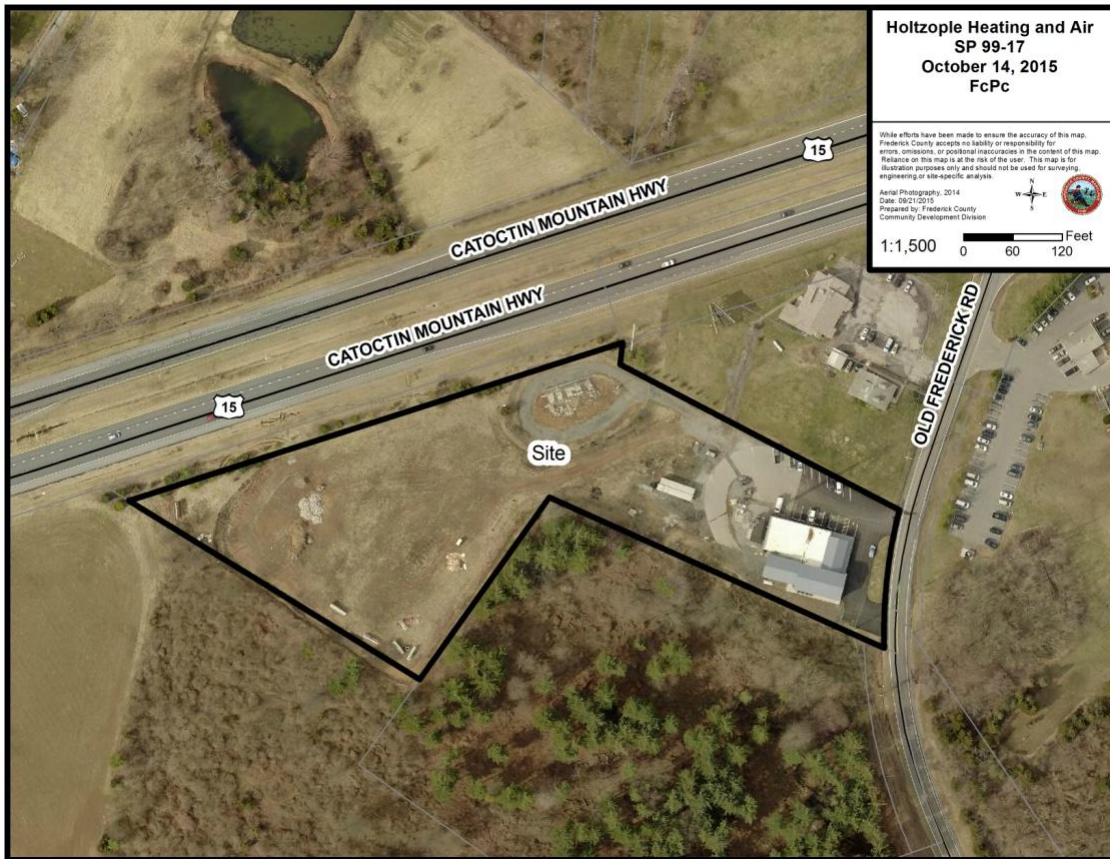 Holtzople Heating and Air
SP 99-17
October 14, 2015
FcPc
While efforts have been made to ensure the accuracy of this map,
Frederick County accepts no liability or responsibility for
errors, omissions, or positional inaccuracies in the content of this map.
Reliance on this map is at the risk of the user. This map is for
illustration purposes only and should not be used for surveying,
engineering, or site-specific analysis.
Aerial Photography, 2014
Date: 09/21/2015
Prepared by: Frederick County
Community Development Division
N
W E
S
1:1,500
Feet
0 60 120
15
CATOCTIN MOUNTAIN HWY
CATOCTIN MOUNTAIN HWY
15
OLD FREDERICK RD
Site